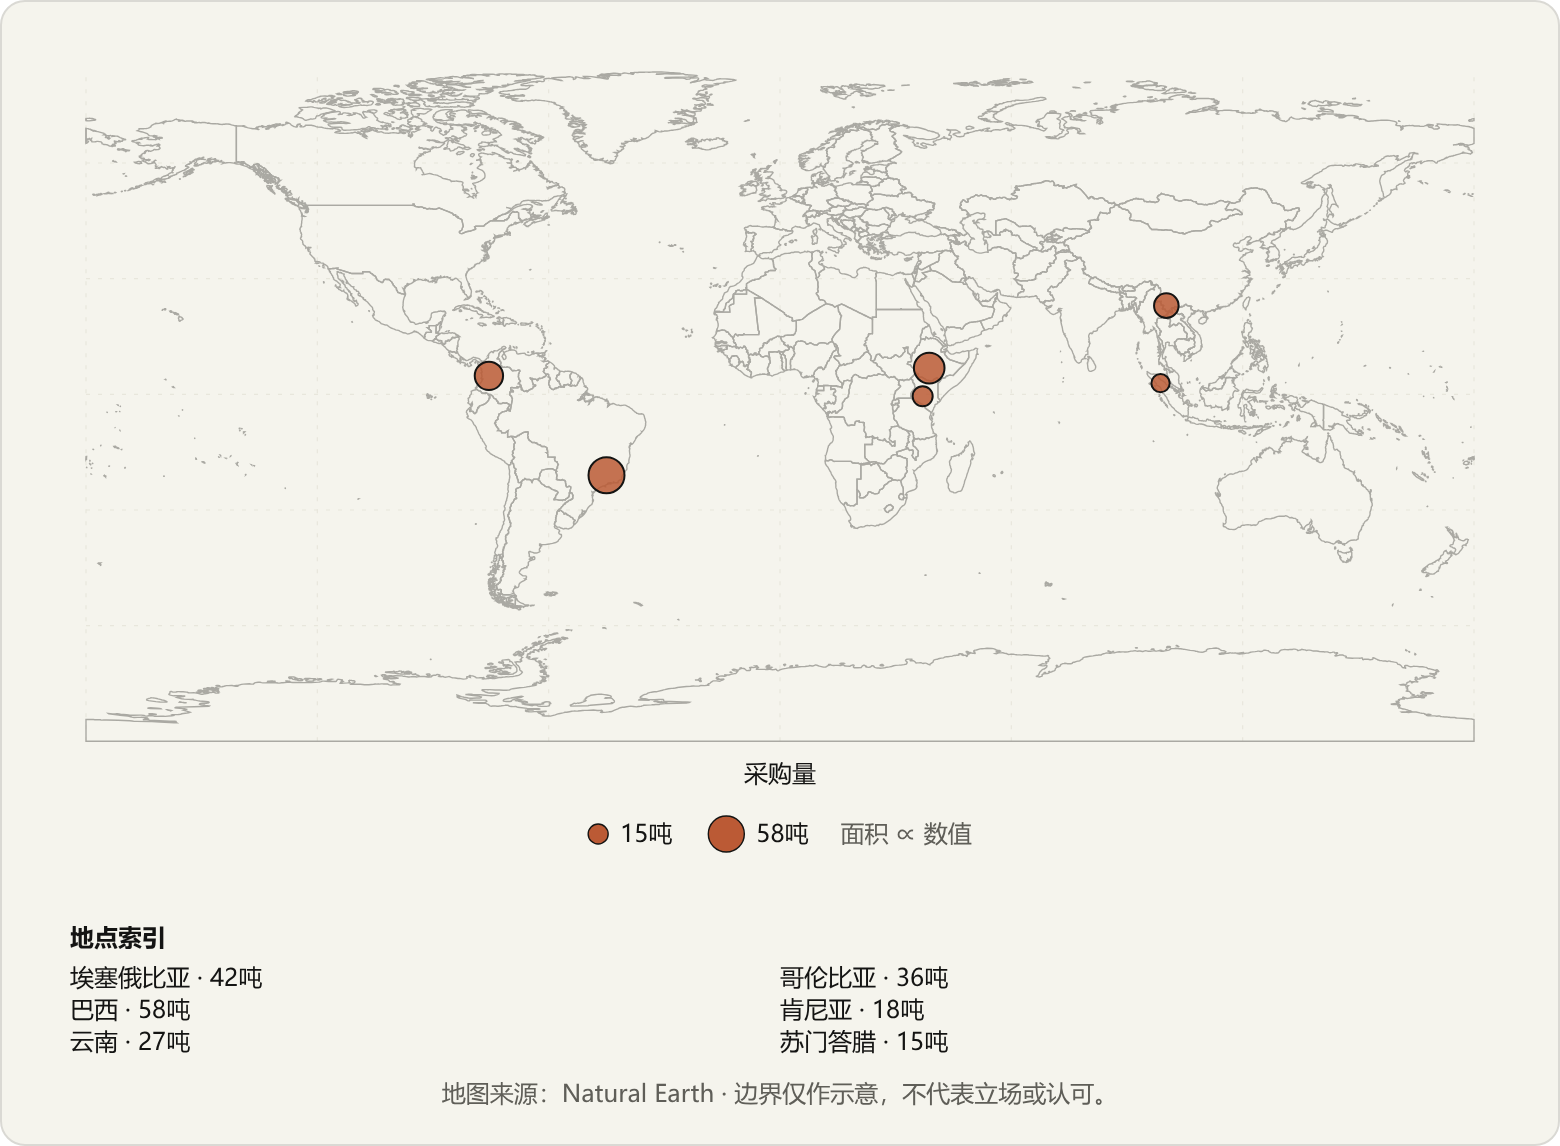 采购量
15吨 58吨 面积 ∝ 数值
地点索引
埃塞俄比亚 · 42吨
哥伦比亚 · 36吨
巴西 · 58吨
肯尼亚 · 18吨
云南 · 27吨
苏门答腊 · 15吨
地图来源：Natural Earth · 边界仅作示意，不代表立场或认可。